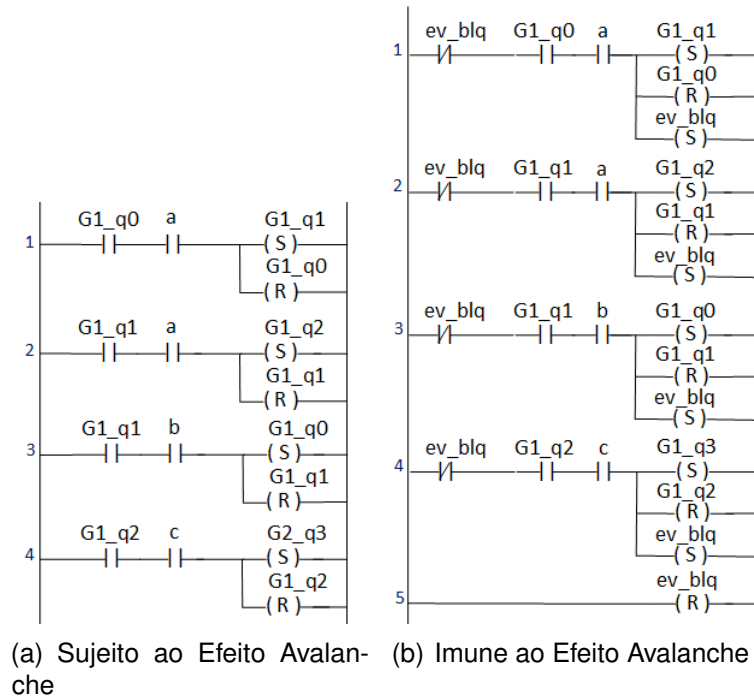 G1_q0 a G1_q1
1 ( S )
G1_q0
( R )
G1_q1 a G1_q2
2 ( S )
G1_q1
( R )
G1_q1 b G1_q0
3 ( S )
G1_q1
( R )
G1_q2 c G2_q3
4 ( S )
G1_q2
( R )
(a) Sujeito ao Efeito Avalan-
che
ev_blq G1_q0 a G1_q1
1 ( S )
G1_q0
( R )
ev_blq
( S )
ev_blq G1_q1 a G1_q2
2 ( S )
G1_q1
( R )
ev_blq
( S )
ev_blq G1_q1 b G1_q0
3 ( S )
G1_q1
( R )
ev_blq
( S )
ev_blq G1_q2 c G1_q3
4 ( S )
G1_q2
( R )
ev_blq
( S )
ev_blq
5 ( R )
(b) Imune ao Efeito Avalanche